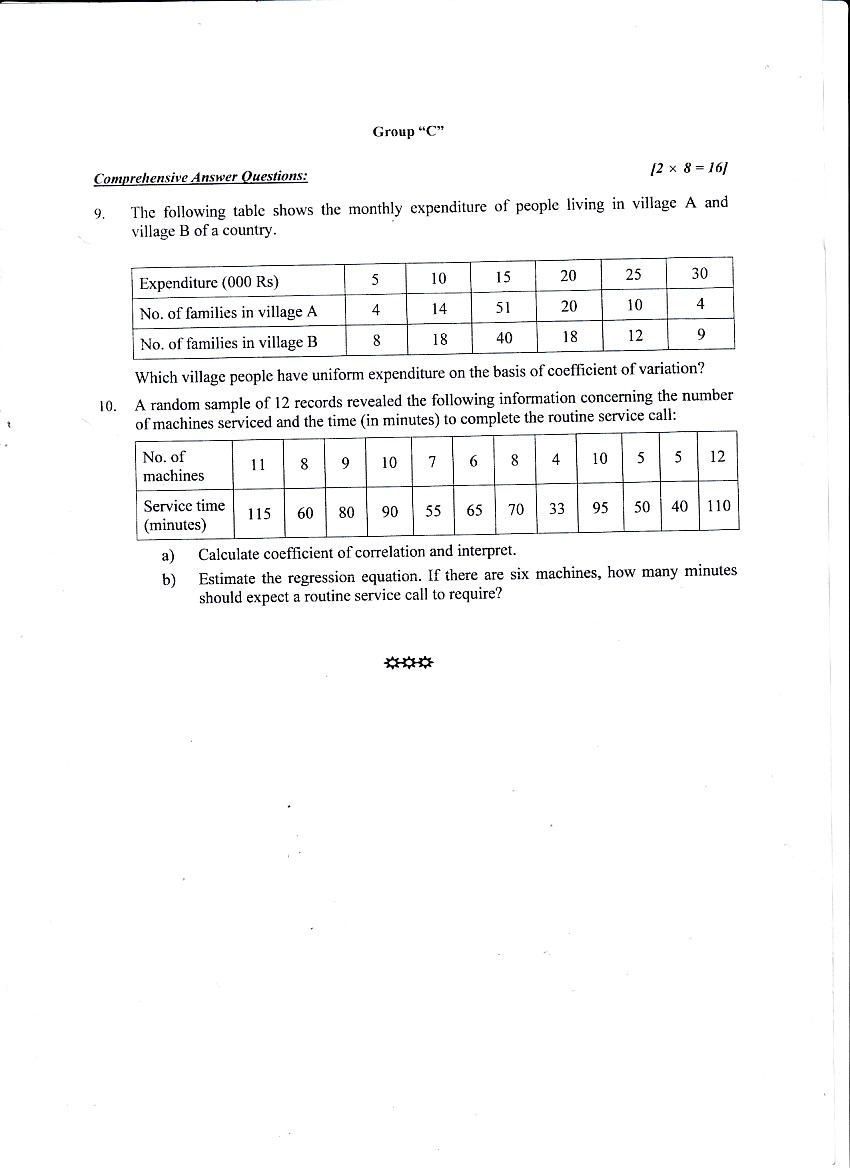 Group “C”
Comprehensive Answer Questions: [2 × 8 = 16]
9. The following table shows the monthly expenditure of people living in village A and
village B of a country.
Expenditure (000 Rs) 5 10 15 20 25 30
No. of families in village A 4 14 51 20 10 4
No. of families in village B 8 18 40 18 12 9
Which village people have uniform expenditure on the basis of coefficient of variation?
10. A random sample of 12 records revealed the following information concerning the number
of machines serviced and the time (in minutes) to complete the routine service call:
No. of
machines 11 8 9 10 7 6 8 4 10 5 5 12
Service time
(minutes) 115 60 80 90 55 65 70 33 95 50 40 110
a) Calculate coefficient of correlation and interpret.
b) Estimate the regression equation. If there are six machines, how many minutes
should expect a routine service call to require?